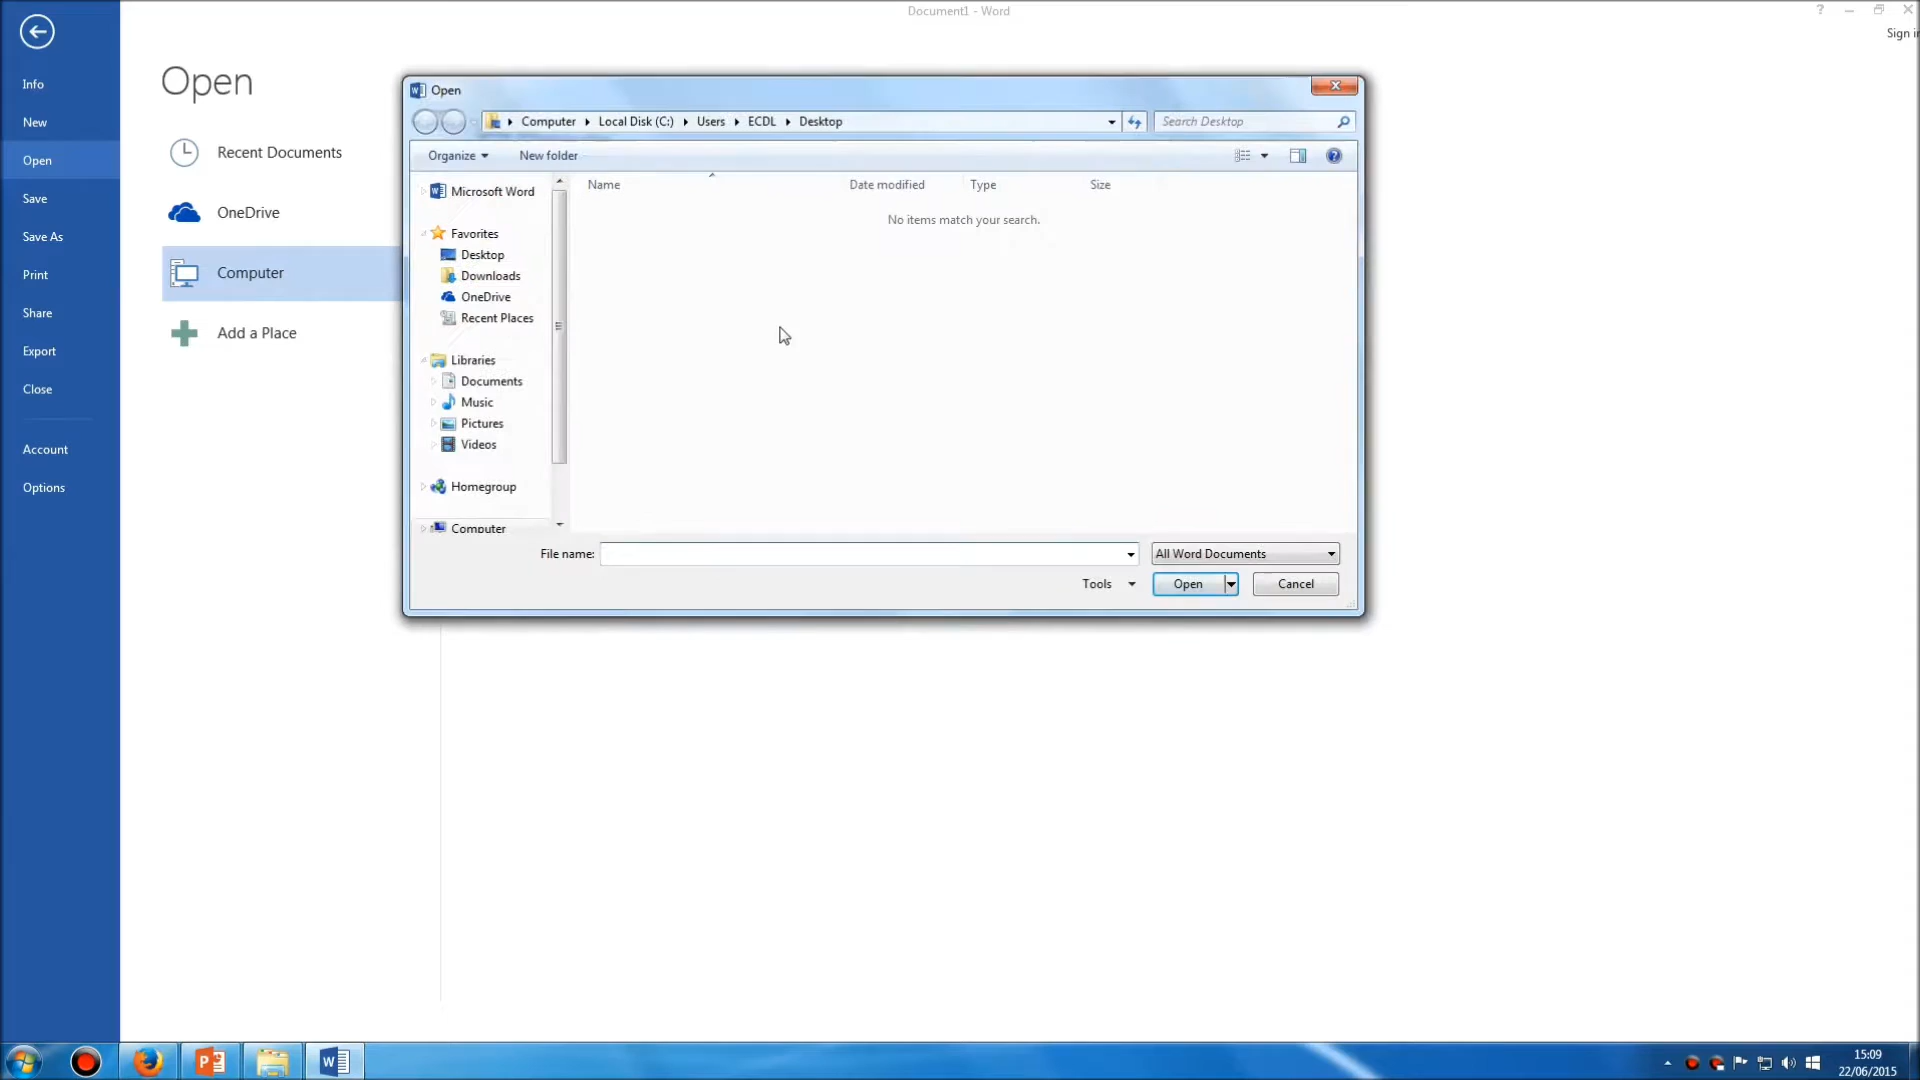 Document1 - Word
?
Sign i
Info
New
Open
Save
Save As
Print
Share
Export
Close
Account
Options
Open
Recent Documents
OneDrive
Computer
Add a Place
Open
Computer
Local Disk (C:)
Users
ECDL
Desktop
Search Desktop
Organize
New folder
Microsoft Word
Favorites
Desktop
Downloads
OneDrive
Recent Places
Libraries
Documents
Music
Pictures
Videos
Homegroup
Computer
Name
Date modified
Type
Size
No items match your search.
File name:
All Word Documents
Tools
Open
Cancel
15:09
22/06/2015